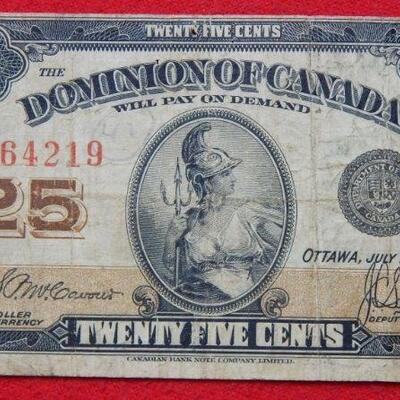 TWENTY FIVE CENTS
THE
DOMINION OF CANADA
WILL PAY ON DEMAND
64219
25
OTTAWA, JULY
TWENTY FIVE CENTS
CANADIAN BANK NOTE COMPANY LIMITED.